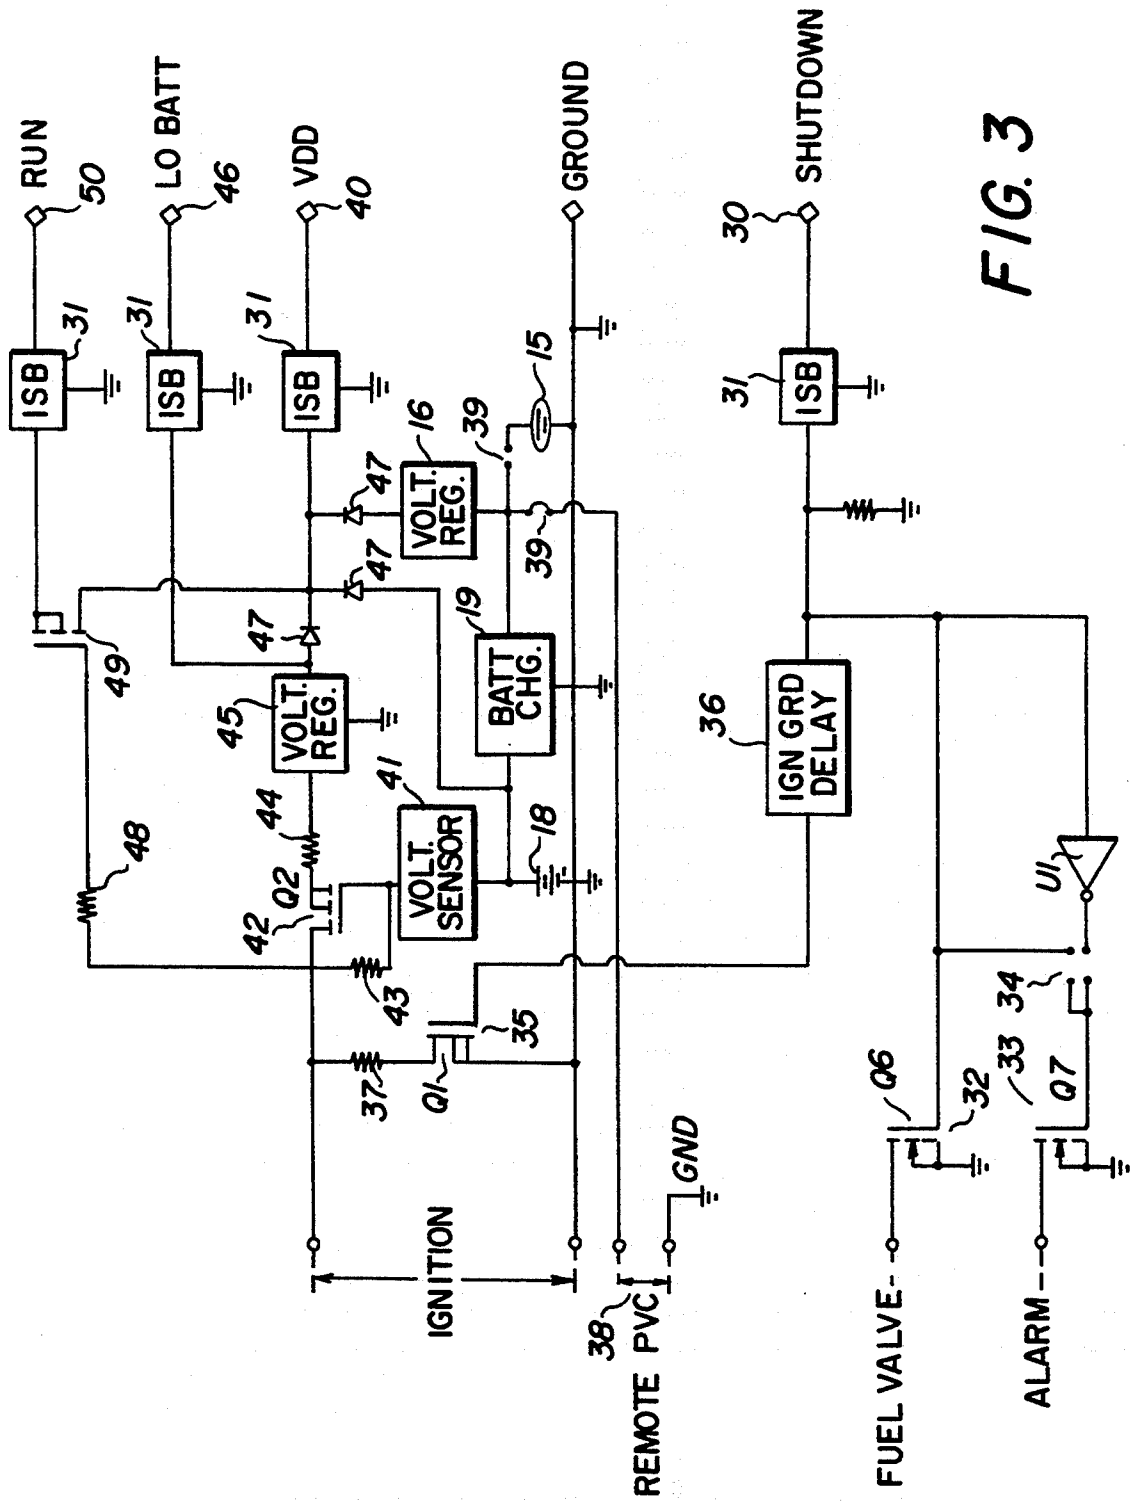 RUN
50
LO BATT
46
VDD
40
GROUND
SHUTDOWN
30
FIG. 3
ISB
31
ISB
31
ISB
31
ISB
31
15
39
39
16
VOLT.
REG.
47
47
47
49
19
BATT
CHG.
45
VOLT.
REG.
36
IGN GRD
DELAY
41
VOLT.
SENSOR
18
44
Q2
42
48
43
35
Q1
37
U1
34
33
Q7
Q6
32
GND
IGNITION
38
REMOTE PVC
FUEL VALVE
ALARM